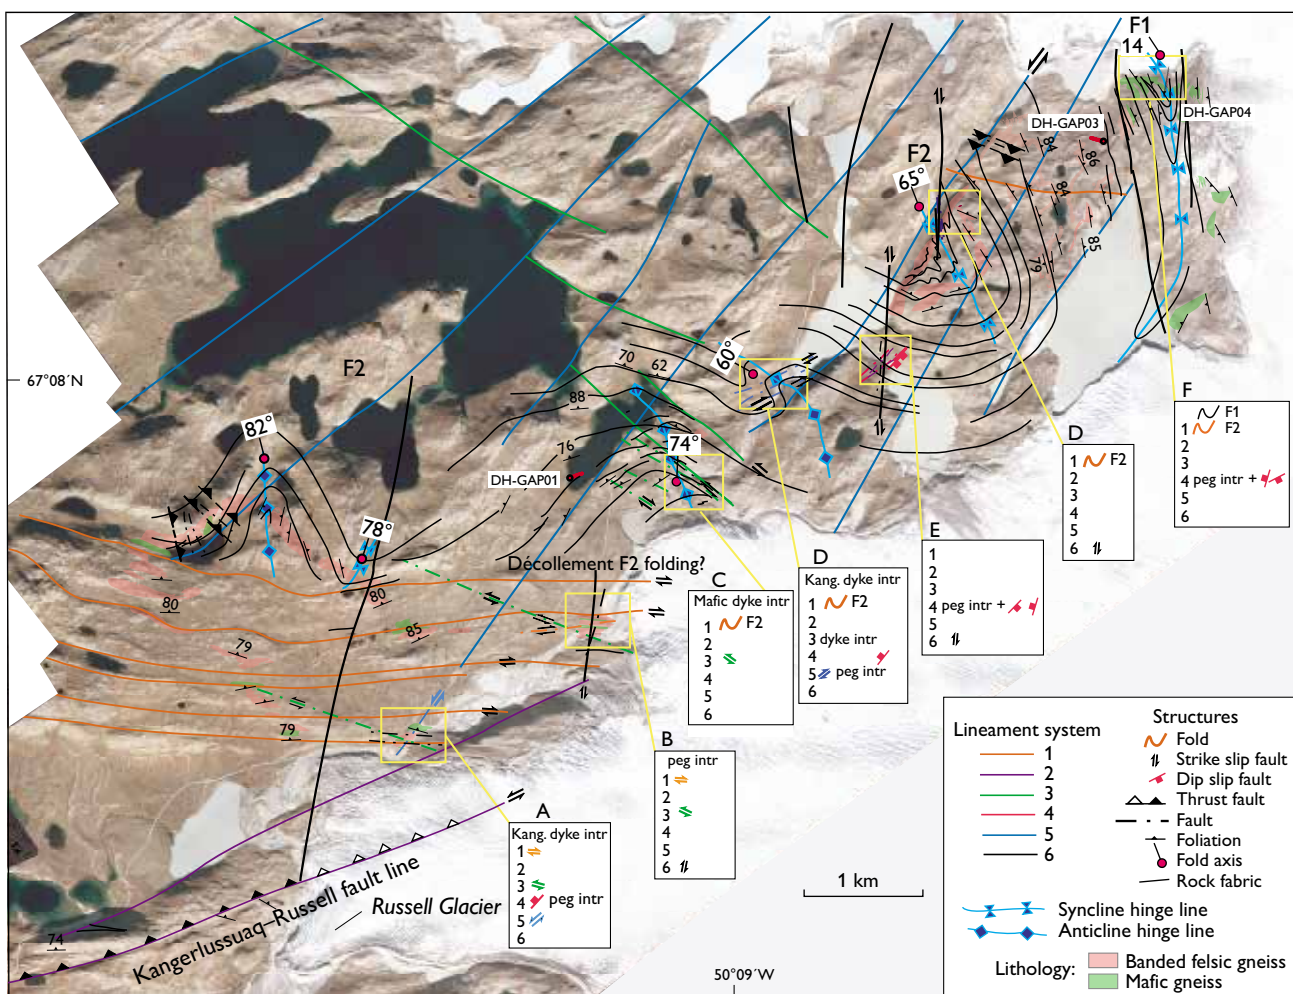 F1
14
DH-GAP03
DH-GAP04
84
86
F2
65°
84
85
79
67°08´N
F2
70
62
60°
88
82°
76
74°
DH-GAP01
78°
Décollement F2 folding?
80
80
85
79
79
74
Kangerlussuaq–Russell fault line
Russell Glacier
1 km
50°09´W
A
Kang. dyke intr
1
2
3
4 peg intr
5
6
B
peg intr
1
2
3
4
5
6
C
Mafic dyke intr
1 F2
2
3
4
5
6
D
Kang. dyke intr
1 F2
2
3 dyke intr
4
5 peg intr
6
E
1
2
3
4 peg intr +
5
6
D
1 F2
2
3
4
5
6
F
F1
1 F2
2
3
4 peg intr +
5
6
Lineament system
1
2
3
4
5
6
Structures
Fold
Strike slip fault
Dip slip fault
Thrust fault
Fault
Foliation
Fold axis
Rock fabric
Syncline hinge line
Anticline hinge line
Lithology:
Banded felsic gneiss
Mafic gneiss